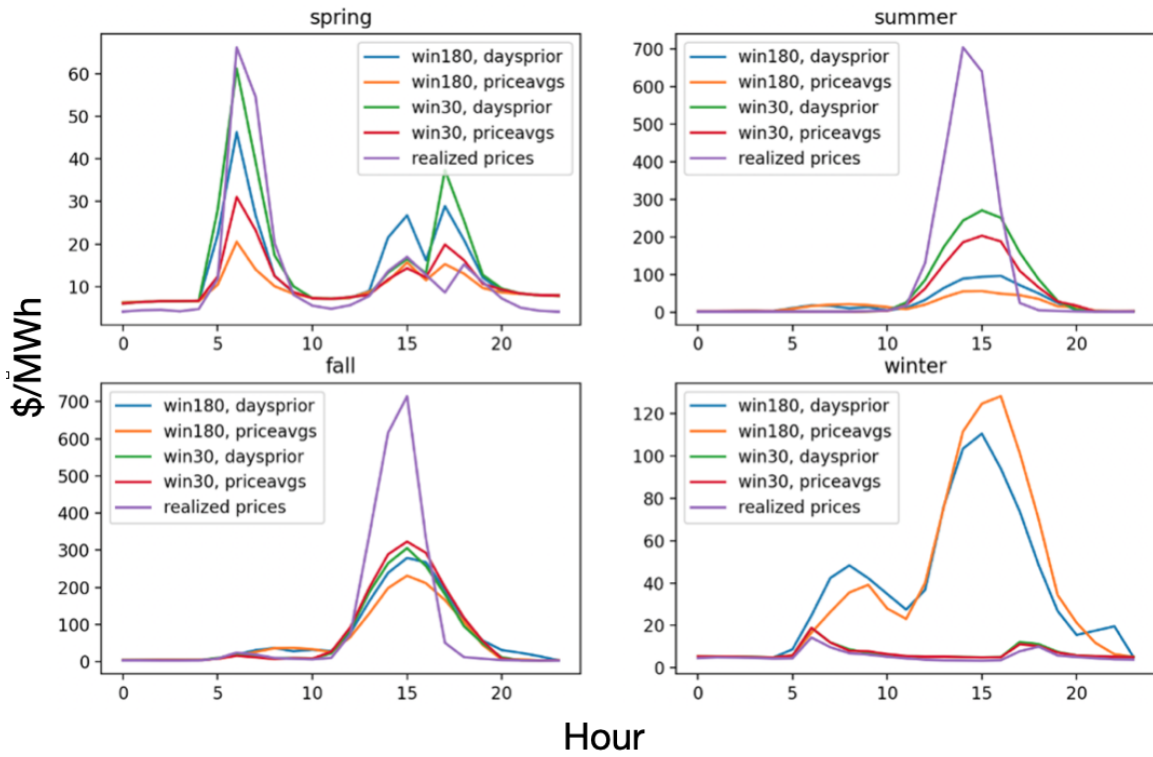 spring
60
50
40
30
20
10
0 5 10 15 20
win180, daysprior
win180, priceavgs
win30, daysprior
win30, priceavgs
realized prices
summer
700
600
500
400
300
200
100
0
0 5 10 15 20
win180, daysprior
win180, priceavgs
win30, daysprior
win30, priceavgs
realized prices
$/MWh
fall
700
600
500
400
300
200
100
0
0 5 10 15 20
win180, daysprior
win180, priceavgs
win30, daysprior
win30, priceavgs
realized prices
winter
120
100
80
60
40
20
0
0 5 10 15 20
win180, daysprior
win180, priceavgs
win30, daysprior
win30, priceavgs
realized prices
Hour